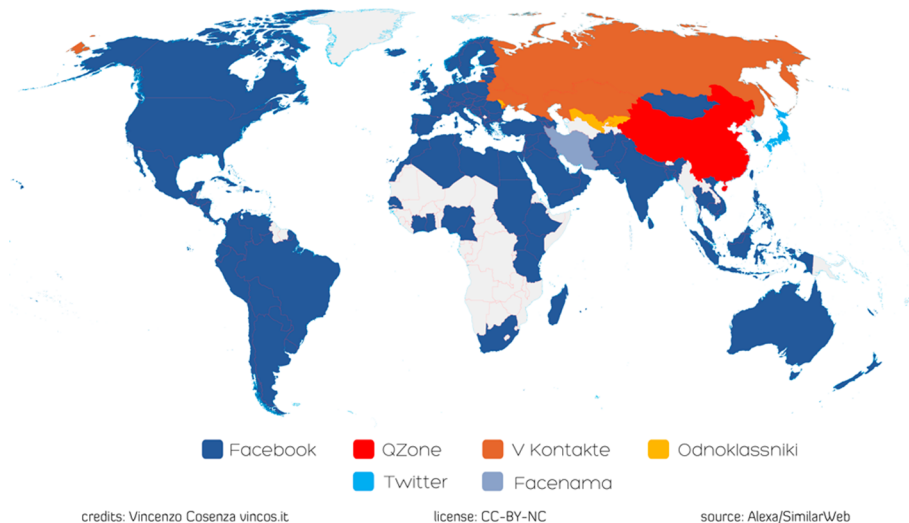 Facebook QZone V Kontakte Odnoklassniki
Twitter Facenama
credits: Vincenzo Cosenza vincos.it license: CC-BY-NC source: Alexa/SimilarWeb